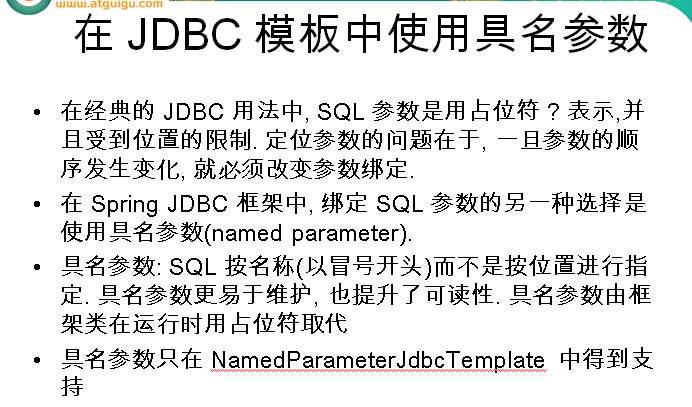 www.atguigu.com
在 JDBC 模板中使用具名参数
• 在经典的 JDBC 用法中, SQL 参数是用占位符 ? 表示,并
且受到位置的限制. 定位参数的问题在于, 一旦参数的顺
序发生变化, 就必须改变参数绑定.
• 在 Spring JDBC 框架中, 绑定 SQL 参数的另一种选择是
使用具名参数(named parameter).
• 具名参数: SQL 按名称(以冒号开头)而不是按位置进行指
定. 具名参数更易于维护, 也提升了可读性. 具名参数由框
架类在运行时用占位符取代
• 具名参数只在 NamedParameterJdbcTemplate 中得到支
持